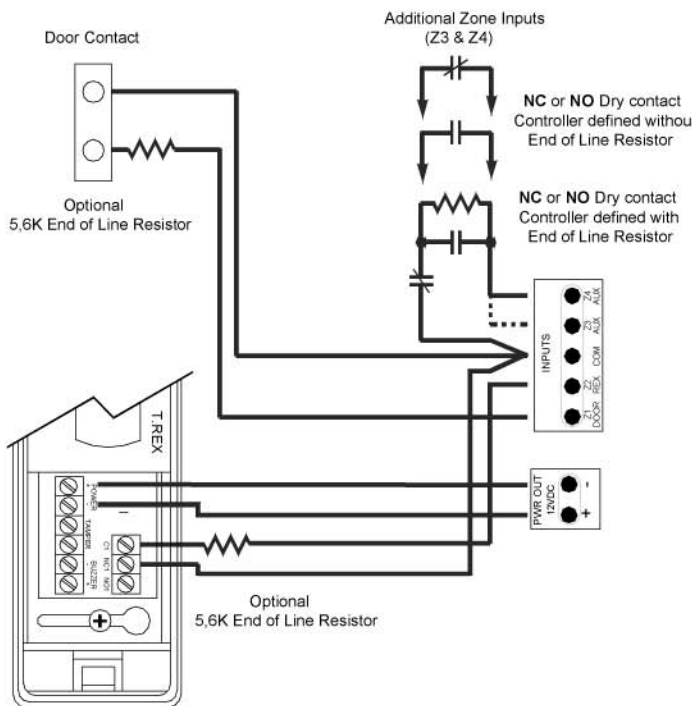 Door Contact
Additional Zone Inputs
(Z3 & Z4)
NC or NO Dry contact
Controller defined withou
End of Line Resistor
Optional
5,6K End of Line Resistor
NC or NO Dry contact
Controller defined with
End of Line Resistor
INPUTS
Z4
AUX
Z3
AUX
COM
Z2
REX
Z1
DOOR
T.REX
+
POWER
-
TAMPER
-
BUZZER
+
C1
NC1
NO1
PWR OUT
12VDC
-
+
Optional
5,6K End of Line Resistor